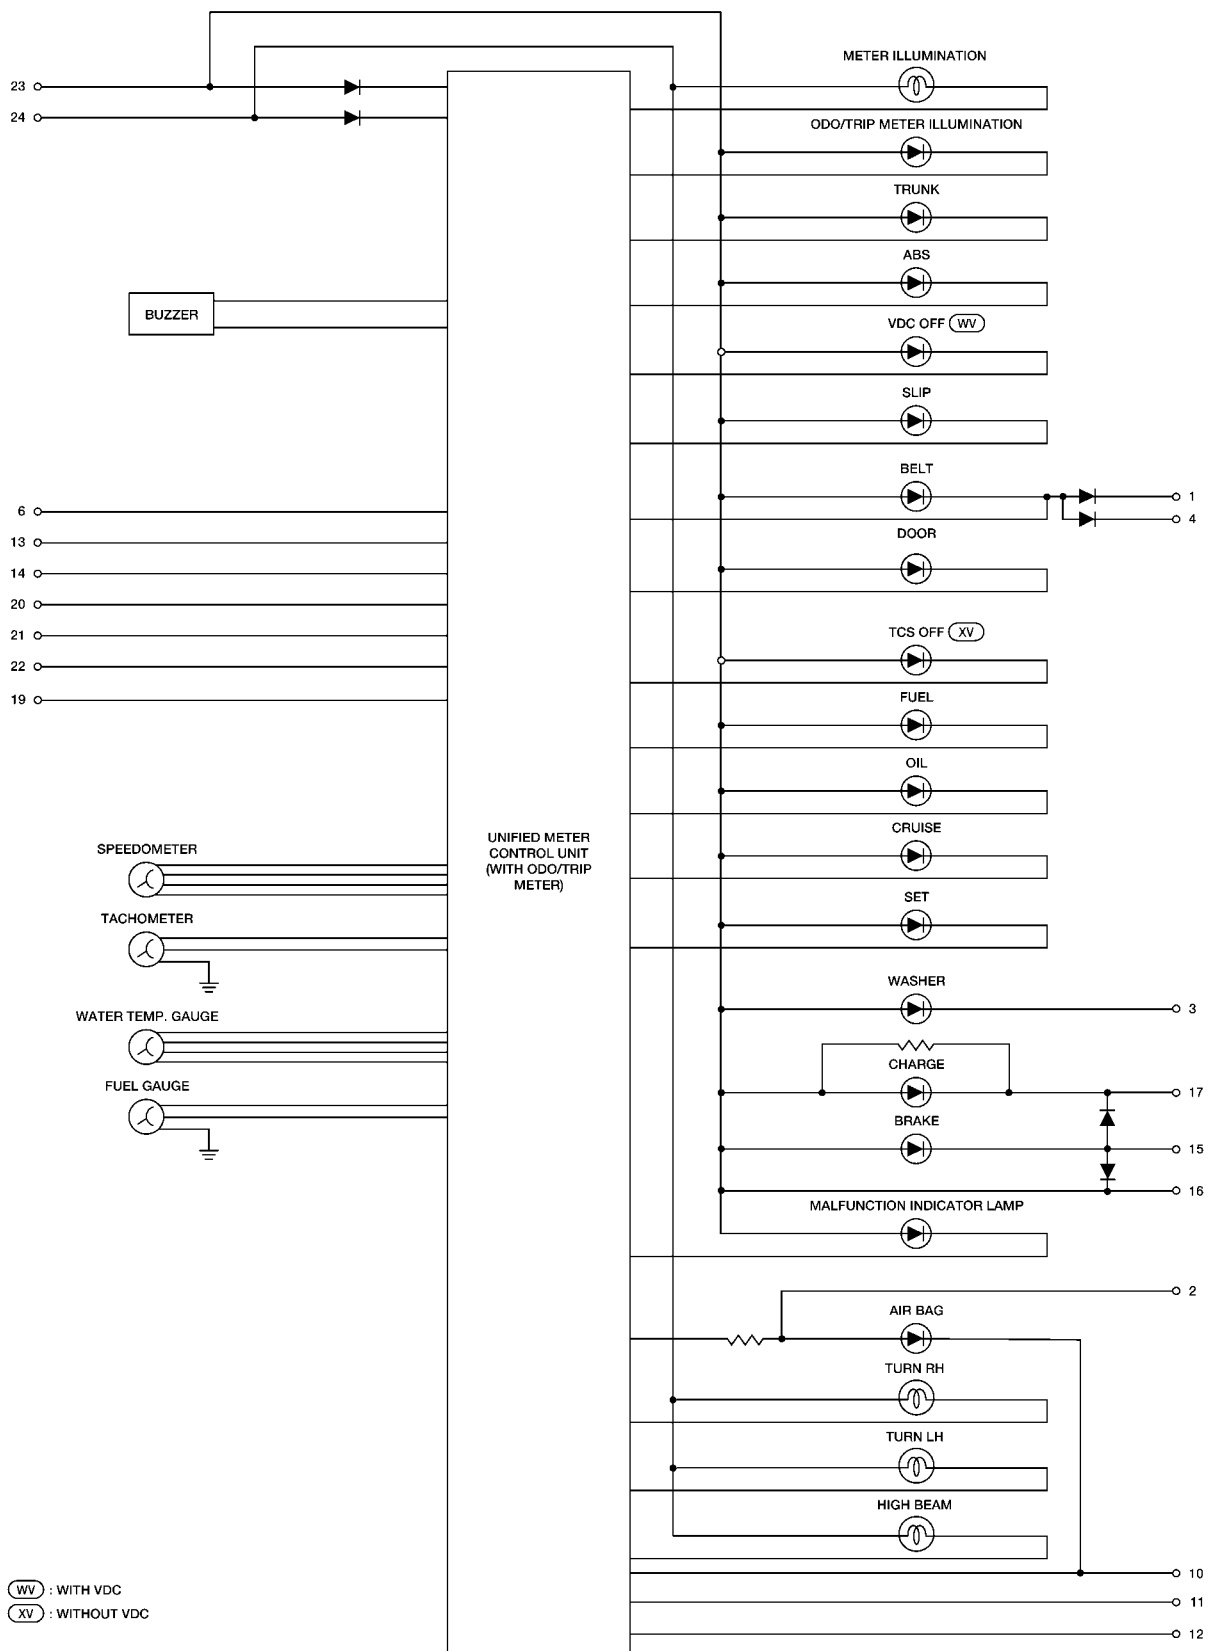 METER ILLUMINATION
23
24
ODO/TRIP METER ILLUMINATION
TRUNK
ABS
BUZZER
VDC OFF WV
SLIP
BELT
1
6
4
DOOR
13
14
20
21
TCS OFF XV
22
19
FUEL
OIL
CRUISE
UNIFIED METER
CONTROL UNIT
(WITH ODO/TRIP
METER)
SPEEDOMETER
SET
TACHOMETER
WASHER
3
WATER TEMP. GAUGE
CHARGE
FUEL GAUGE
17
BRAKE
15
16
MALFUNCTION INDICATOR LAMP
2
AIR BAG
TURN RH
TURN LH
HIGH BEAM
10
WV : WITH VDC
11
XV : WITHOUT VDC
12